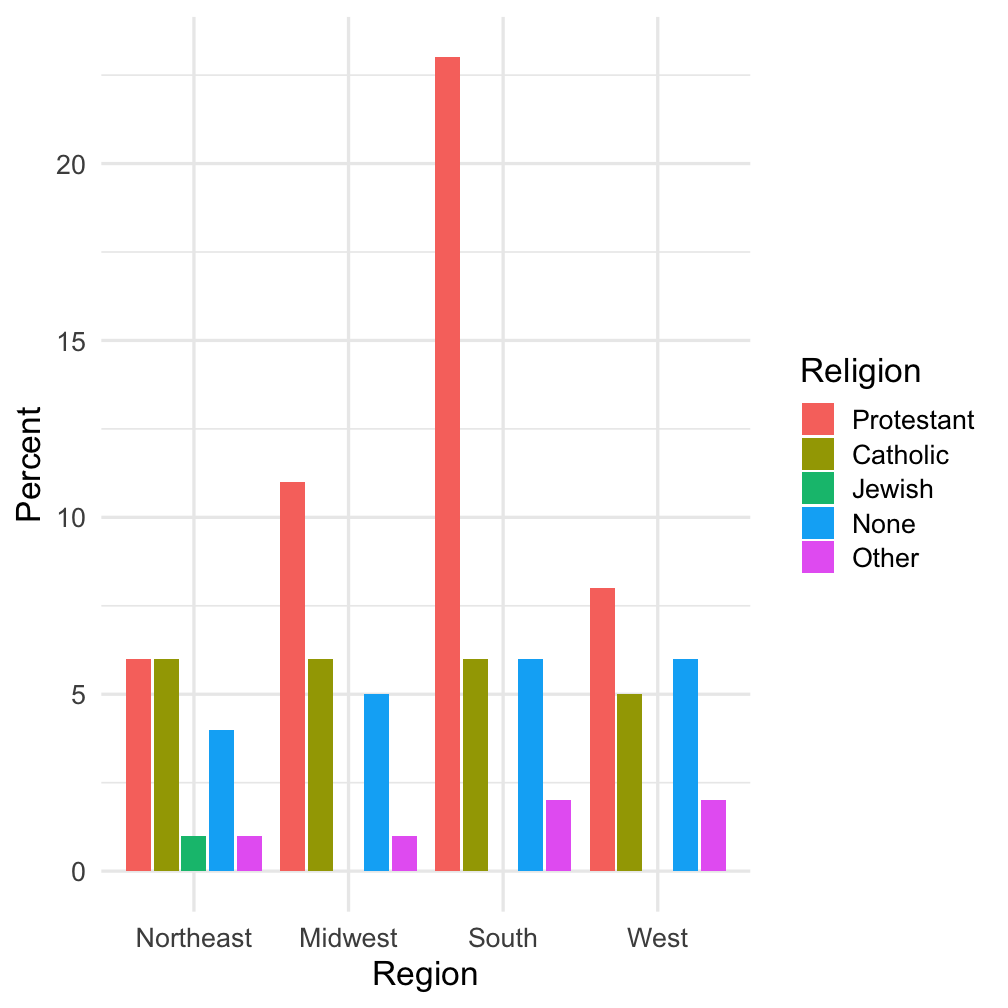 20
15
10
5
0
Percent
Northeast
Midwest
South
West
Region
Religion
Protestant
Catholic
Jewish
None
Other